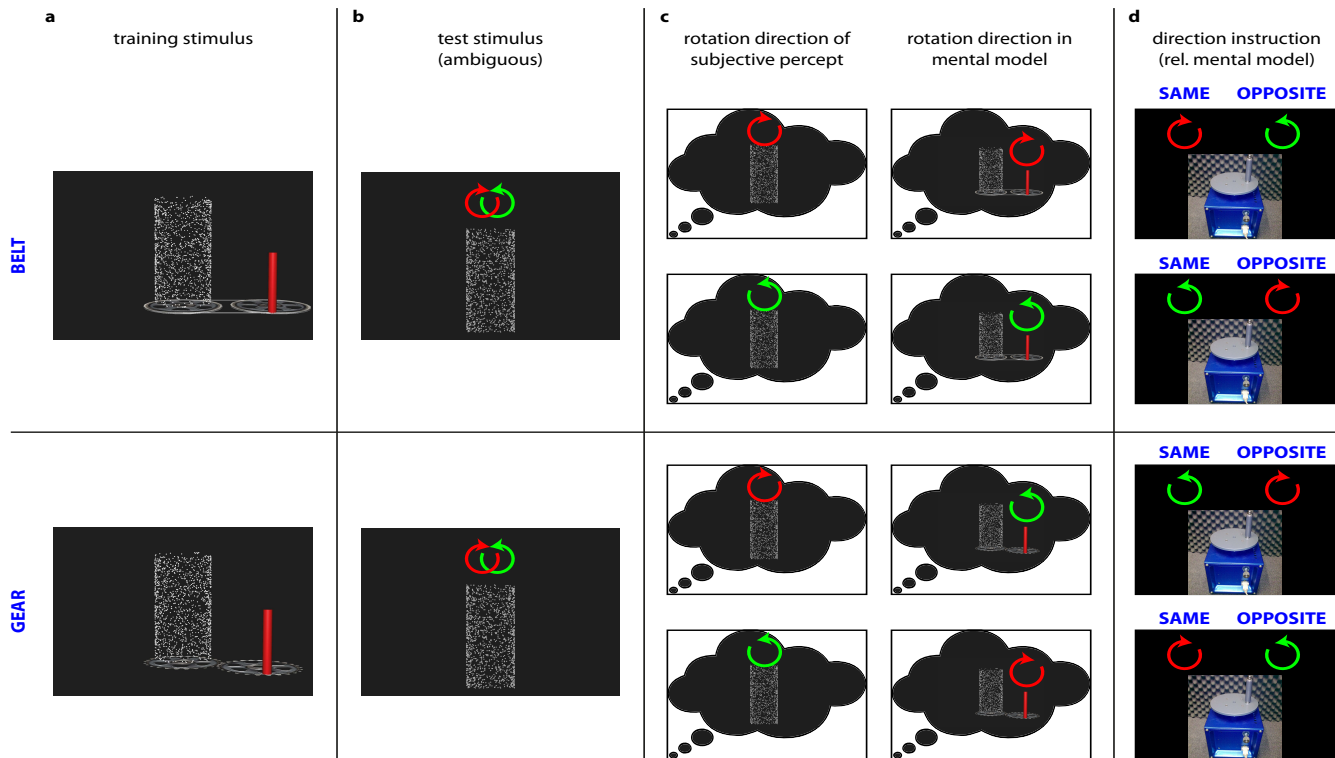 a
training stimulus
b
test stimulus
(ambiguous)
c
rotation direction of
subjective percept
rotation direction in
mental model
d
direction instruction
(rel. mental model)
BELT
SAME OPPOSITE
SAME OPPOSITE
GEAR
SAME OPPOSITE
SAME OPPOSITE